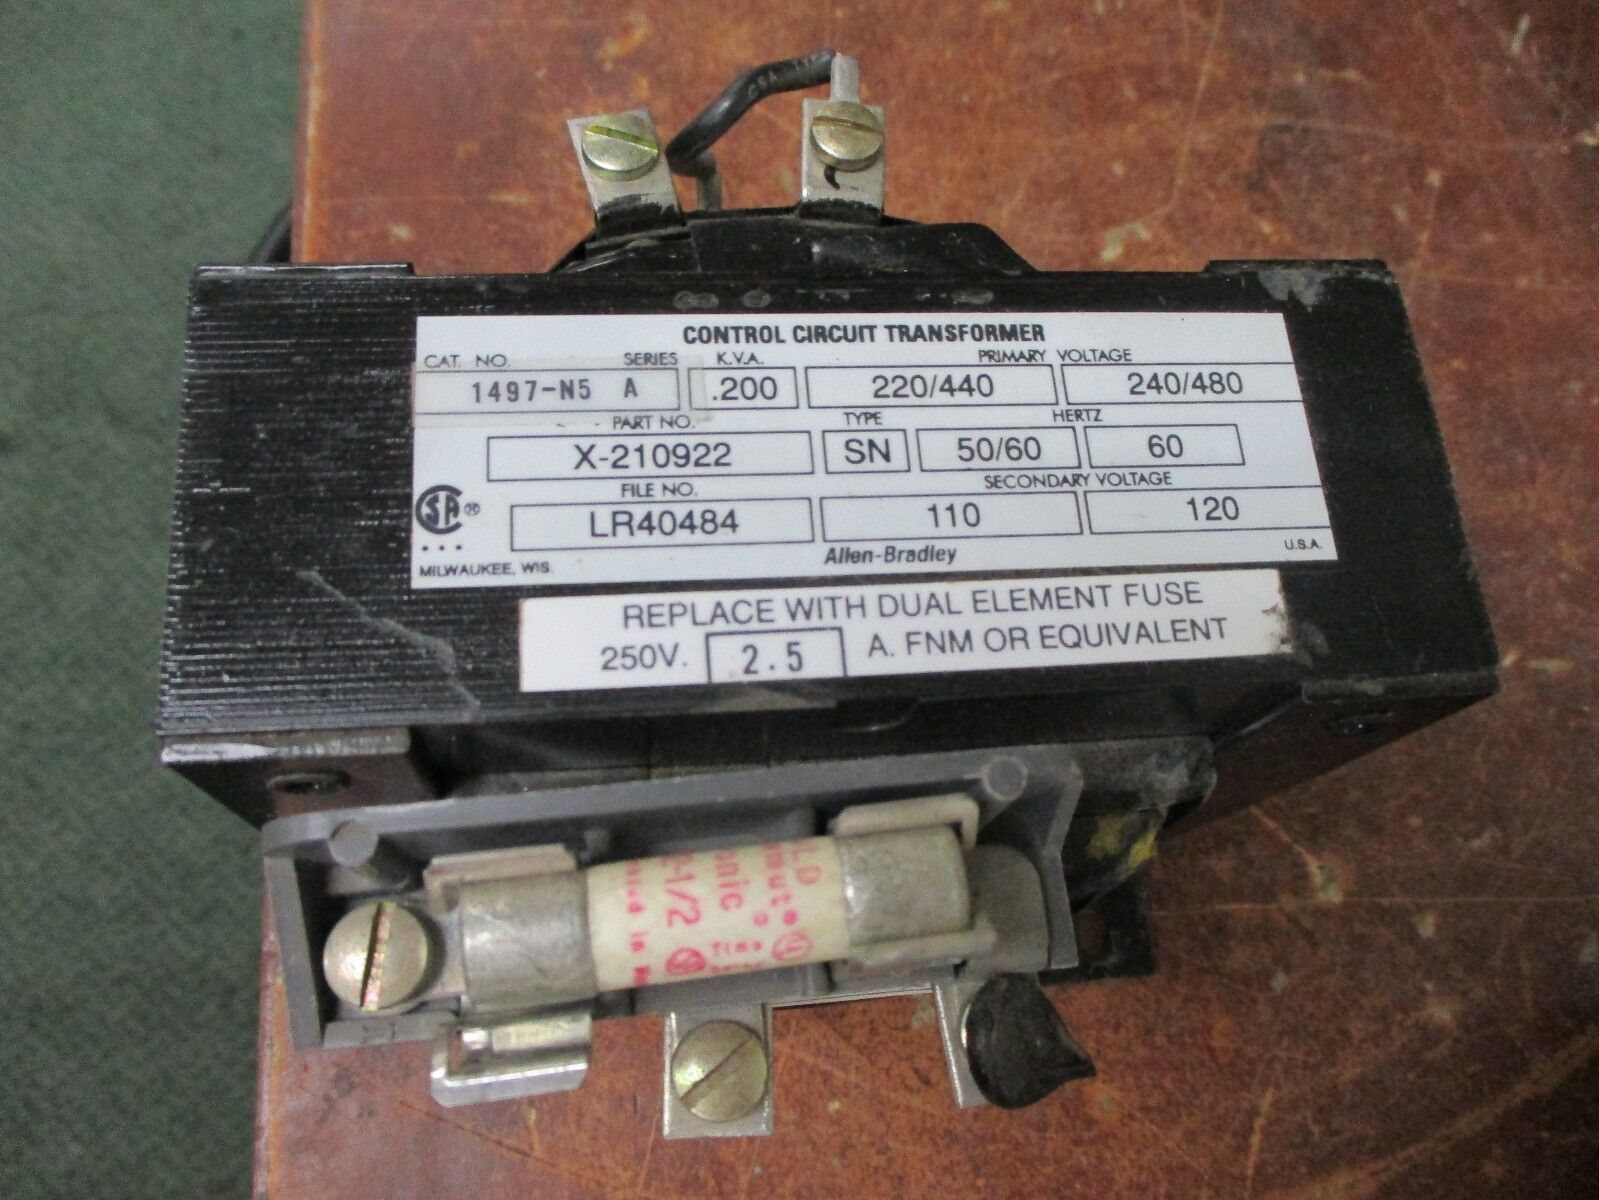 CONTROL CIRCUIT TRANSFORMER
CAT. NO. SERIES K.V.A. PRIMARY VOLTAGE
1497-N5 A .200 220/440 240/480
PART NO. TYPE HERTZ
X-210922 SN 50/60 60
FILE NO. SECONDARY VOLTAGE
LR40484 110 120
SA®
MILWAUKEE, WIS. Allen-Bradley U.S.A.
REPLACE WITH DUAL ELEMENT FUSE
250V. 2.5 A. FNM OR EQUIVALENT